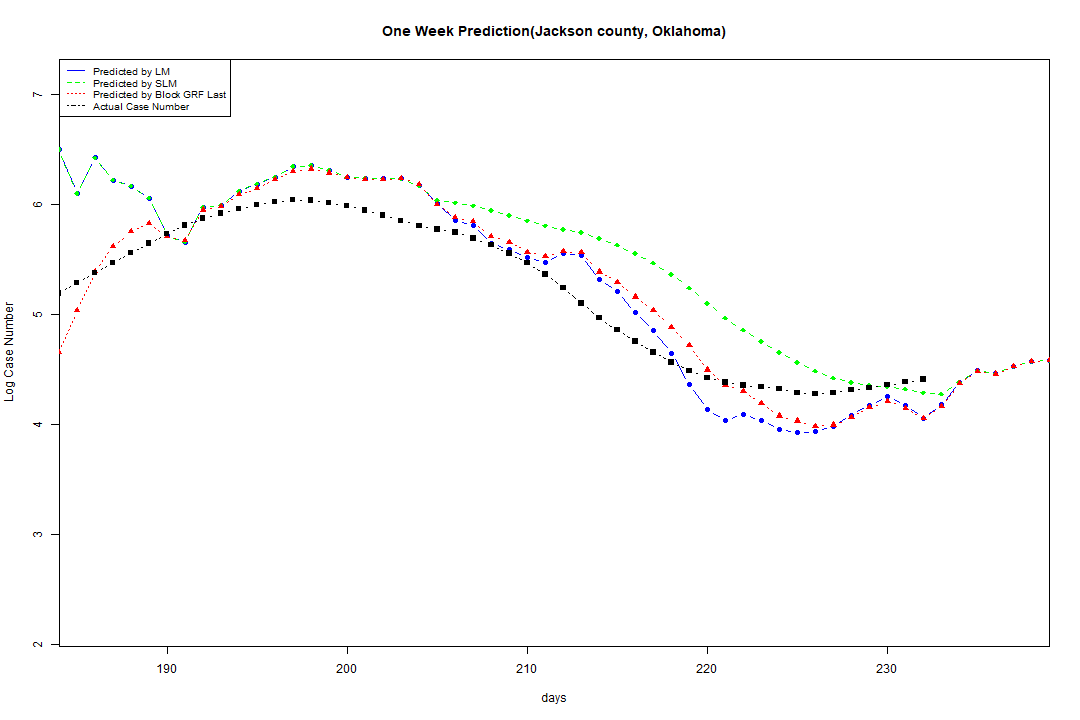 One Week Prediction(Jackson county, Oklahoma)
Predicted by LM
Predicted by SLM
Predicted by Block GRF Last
Actual Case Number
7
6
5
4
3
2
Log Case Number
190 200 210 220 230
days